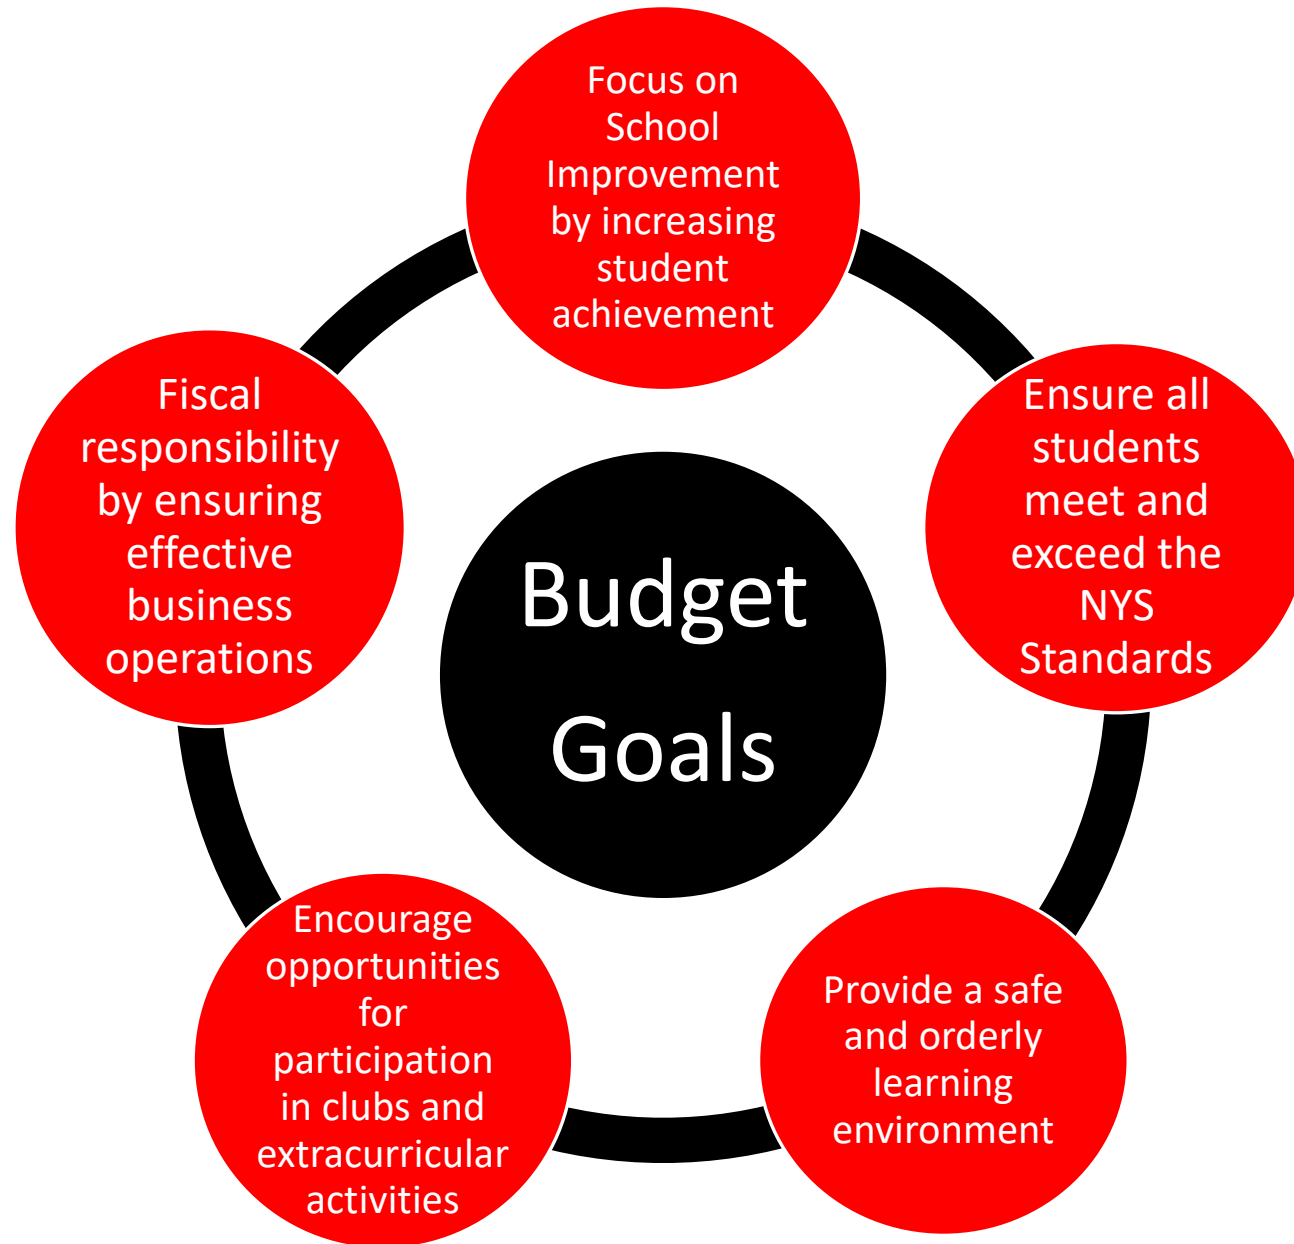 Focus on
School
Improvement
by increasing
student
achievement
Ensure all
students
meet and
exceed the
NYS
Standards
Provide a safe
and orderly
learning
environment
Encourage
opportunities
for
participation
in clubs and
extracurricular
activities
Fiscal
responsibility
by ensuring
effective
business
operations
Budget
Goals